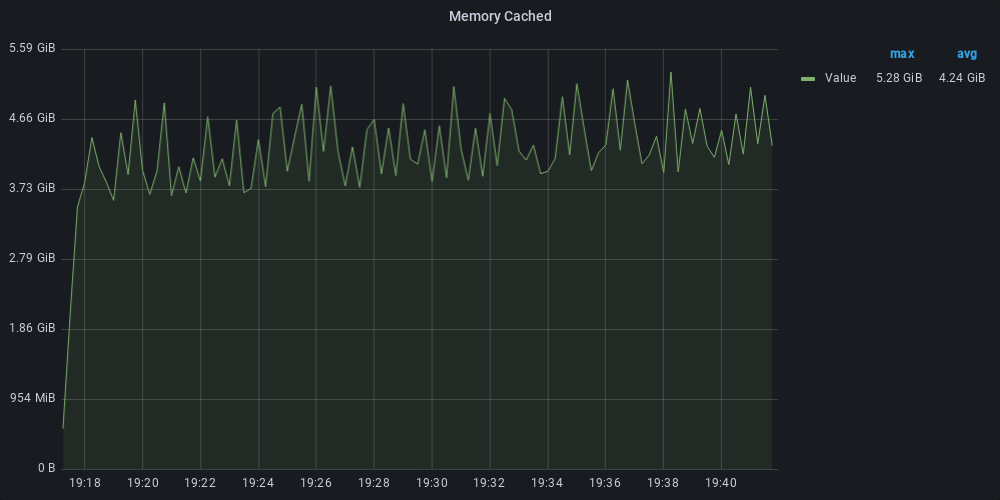 Memory Cached
5.59 GiB
4.66 GiB
3.73 GiB
2.79 GiB
1.86 GiB
954 MiB
0 B
19:18 19:20 19:22 19:24 19:26 19:28 19:30 19:32 19:34 19:36 19:38 19:40
max avg
Value 5.28 GiB 4.24 GiB